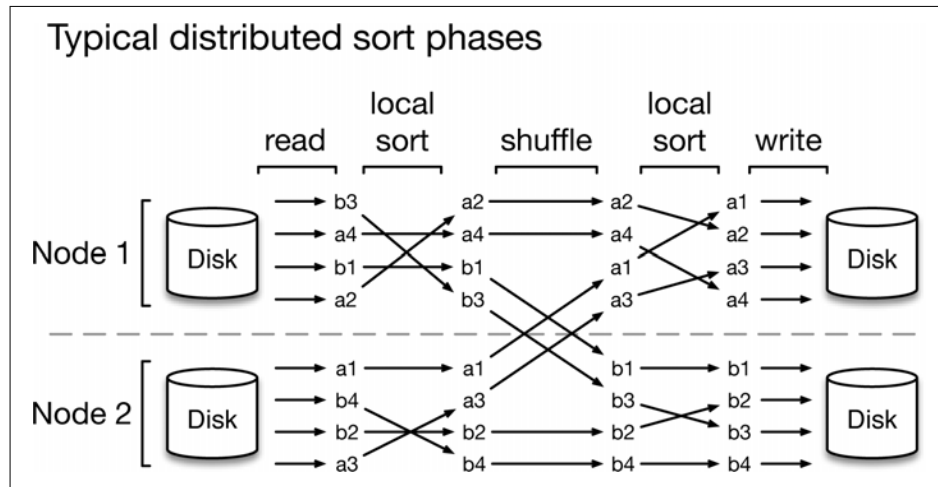 Typical distributed sort phases
read local sort shuffle local sort write
Node 1
Disk
b3 a2 a2 a1
a4 a4 a4 a2
b1 b1 a1 a3
a2 b3 a3 a4
Disk
Node 2
Disk
a1 a1 b1 b1
b4 a3 b3 b2
b2 b2 b2 b3
a3 b4 b4 b4
Disk